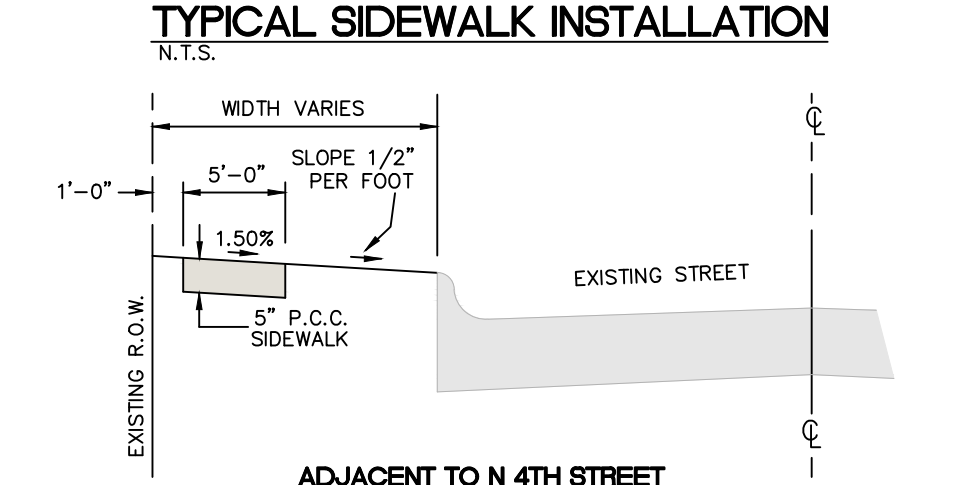 TYPICAL SIDEWALK INSTALLATION
N.T.S.
WIDTH VARIES
℄
SLOPE 1/2"
PER FOOT
5'-0"
1'-0"
1.50%
EXISTING STREET
5" P.C.C.
SIDEWALK
EXISTING R.O.W.
℄
ADJACENT TO N 4TH STREET